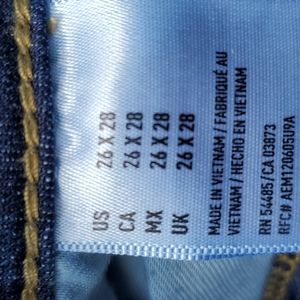 US 26 X 28
CA 26 X 28
MX 26 X 28
UK 26 X 28
MADE IN VIETNAM / FABRIQUÉ AU
VIETNAM / HECHO EN VIETNAM
RN 54485/CA 03873
RFC# AEM120605U9A